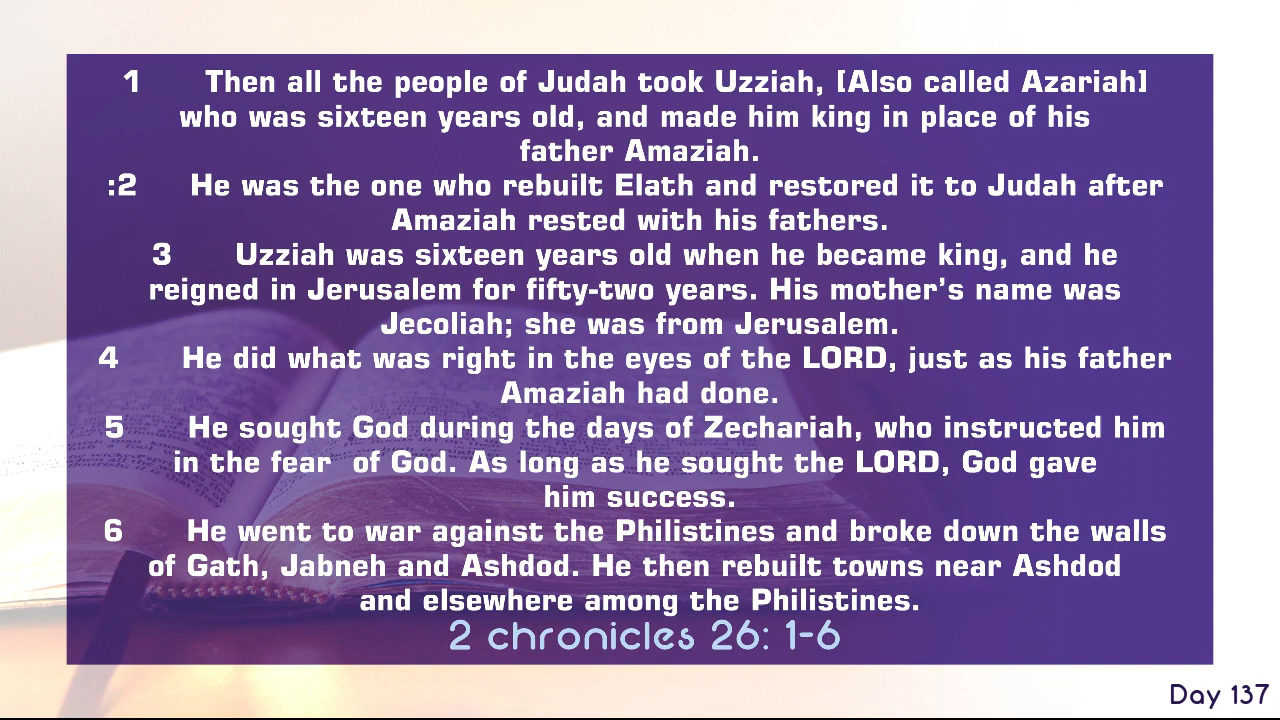 1 Then all the people of Judah took Uzziah, [Also called Azariah]
who was sixteen years old, and made him king in place of his
father Amaziah.
:2 He was the one who rebuilt Elath and restored it to Judah after
Amaziah rested with his fathers.
3 Uzziah was sixteen years old when he became king, and he
reigned in Jerusalem for fifty-two years. His mother’s name was
Jecoliah; she was from Jerusalem.
4 He did what was right in the eyes of the LORD, just as his father
Amaziah had done.
5 He sought God during the days of Zechariah, who instructed him
in the fear of God. As long as he sought the LORD, God gave
him success.
6 He went to war against the Philistines and broke down the walls
of Gath, Jabneh and Ashdod. He then rebuilt towns near Ashdod
and elsewhere among the Philistines.
2 chronicles 26: 1-6
Day 137